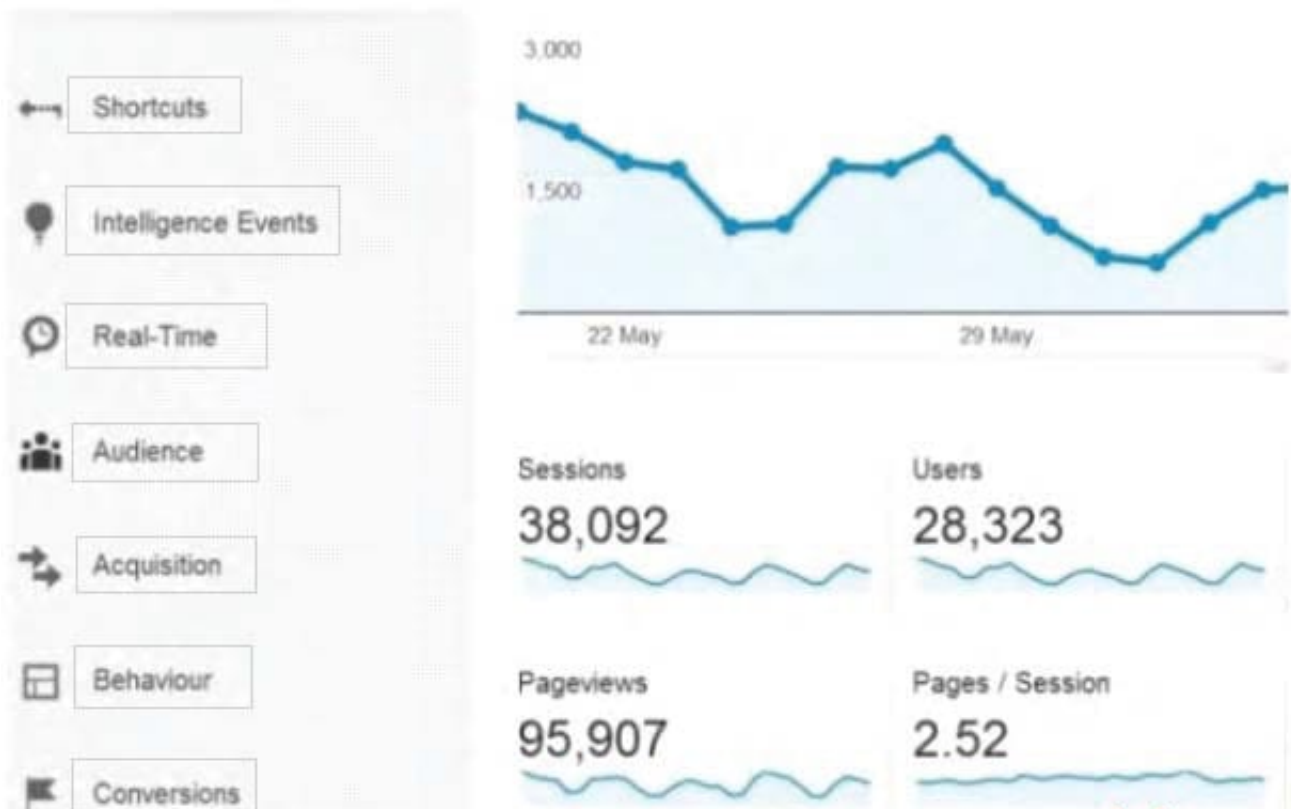 Shortcuts
Intelligence Events
Real-Time
Audience
Acquisition
Behaviour
Conversions
3,000
1,500
22 May
29 May
Sessions
38,092
Users
28,323
Pageviews
95,907
Pages / Session
2.52